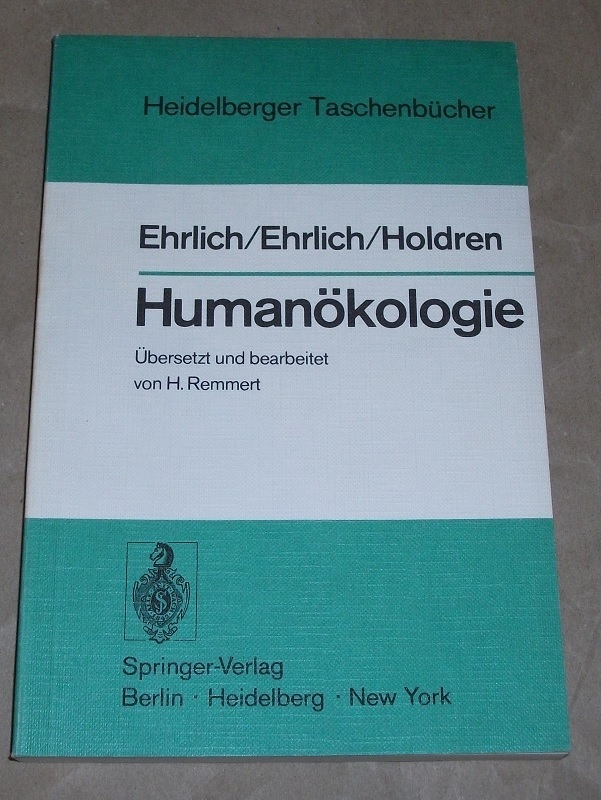 Heidelberger Taschenbücher
Ehrlich/Ehrlich/Holdren
Humanökologie
Übersetzt und bearbeitet
von H. Remmert
Springer-Verlag
Berlin · Heidelberg · New York